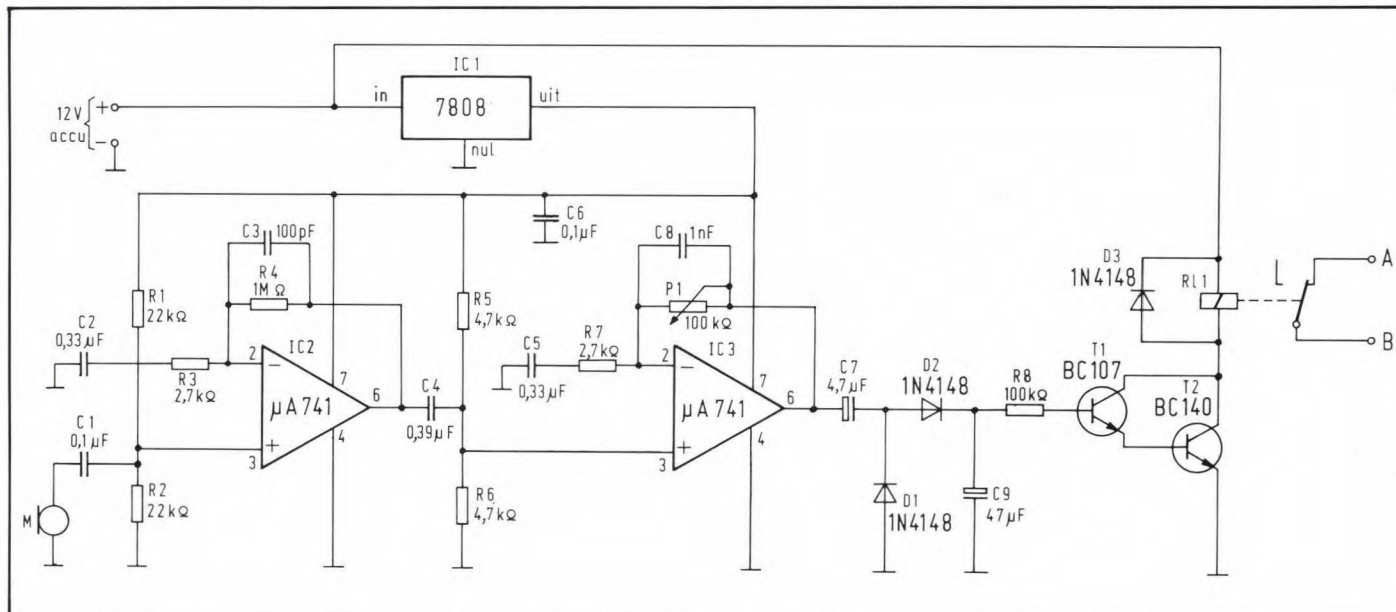 IC1
7808
in
uit
nul
12V
accu
+
−
C6
0,1µF
C3
100pF
R4
1MΩ
C8
1nF
P1
100kΩ
D3
1N4148
RL1
L
A
B
R1
22kΩ
R5
4,7kΩ
C2
0,33µF
R3
2,7kΩ
2
−
IC2
7
µA741
6
4
+
3
C4
0,39µF
C5
0,33µF
R7
2,7kΩ
2
−
IC3
7
µA741
6
4
+
3
C7
4,7µF
D2
1N4148
R8
100kΩ
T1
BC107
T2
BC140
C1
0,1µF
R2
22kΩ
M
R6
4,7kΩ
D1
1N4148
C9
47µF